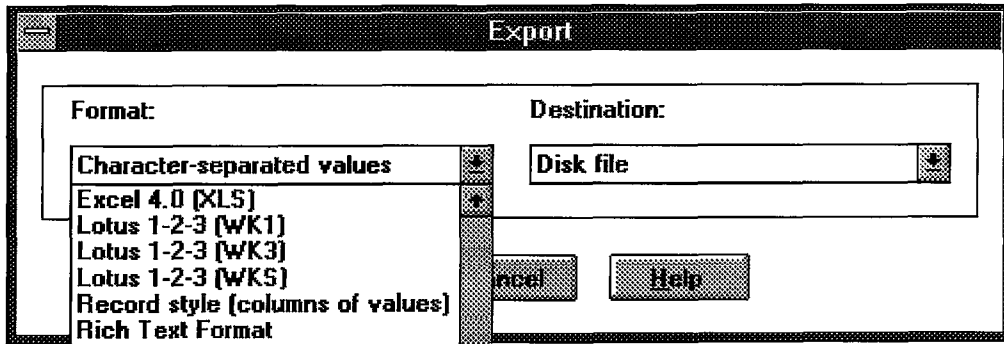 Export
Format:
Destination:
Character-separated values
Disk file
Excel 4.0 (XLS)
Lotus 1-2-3 (WK1)
Lotus 1-2-3 (WK3)
Lotus 1-2-3 (WKS)
Record style (columns of values)
Rich Text Format
ncel
Help